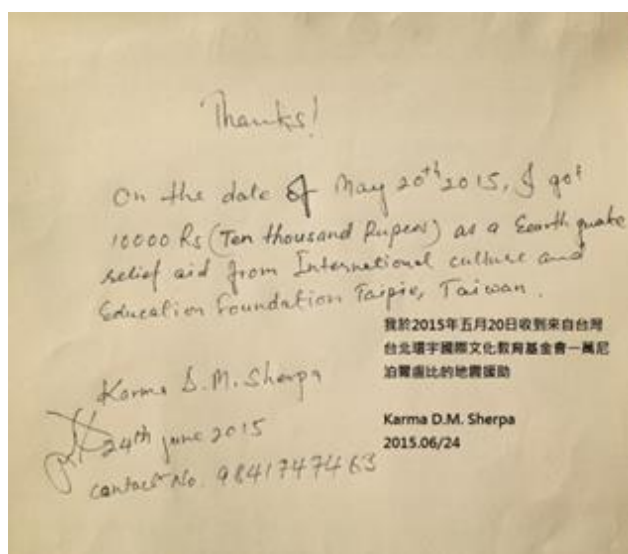 Thanks!
On the date of May 20th 2015, I got
10000 Rs (Ten thousand Rupees) as a Earth quake
relief aid from International culture and
Education Foundation Taipie, Taiwan.
我於2015年五月20日收到來自台灣
台北環宇國際文化教育基金會一萬尼
泊爾盧比的地震援助
Karma D.M. Sherpa
24th june 2015
contact No. 9841747463
Karma D.M. Sherpa
2015.06/24